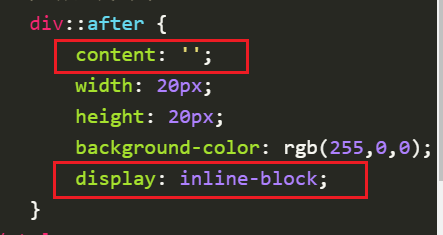 div::after {
content: '';
width: 20px;
height: 20px;
background-color: rgb(255,0,0);
display: inline-block;
}